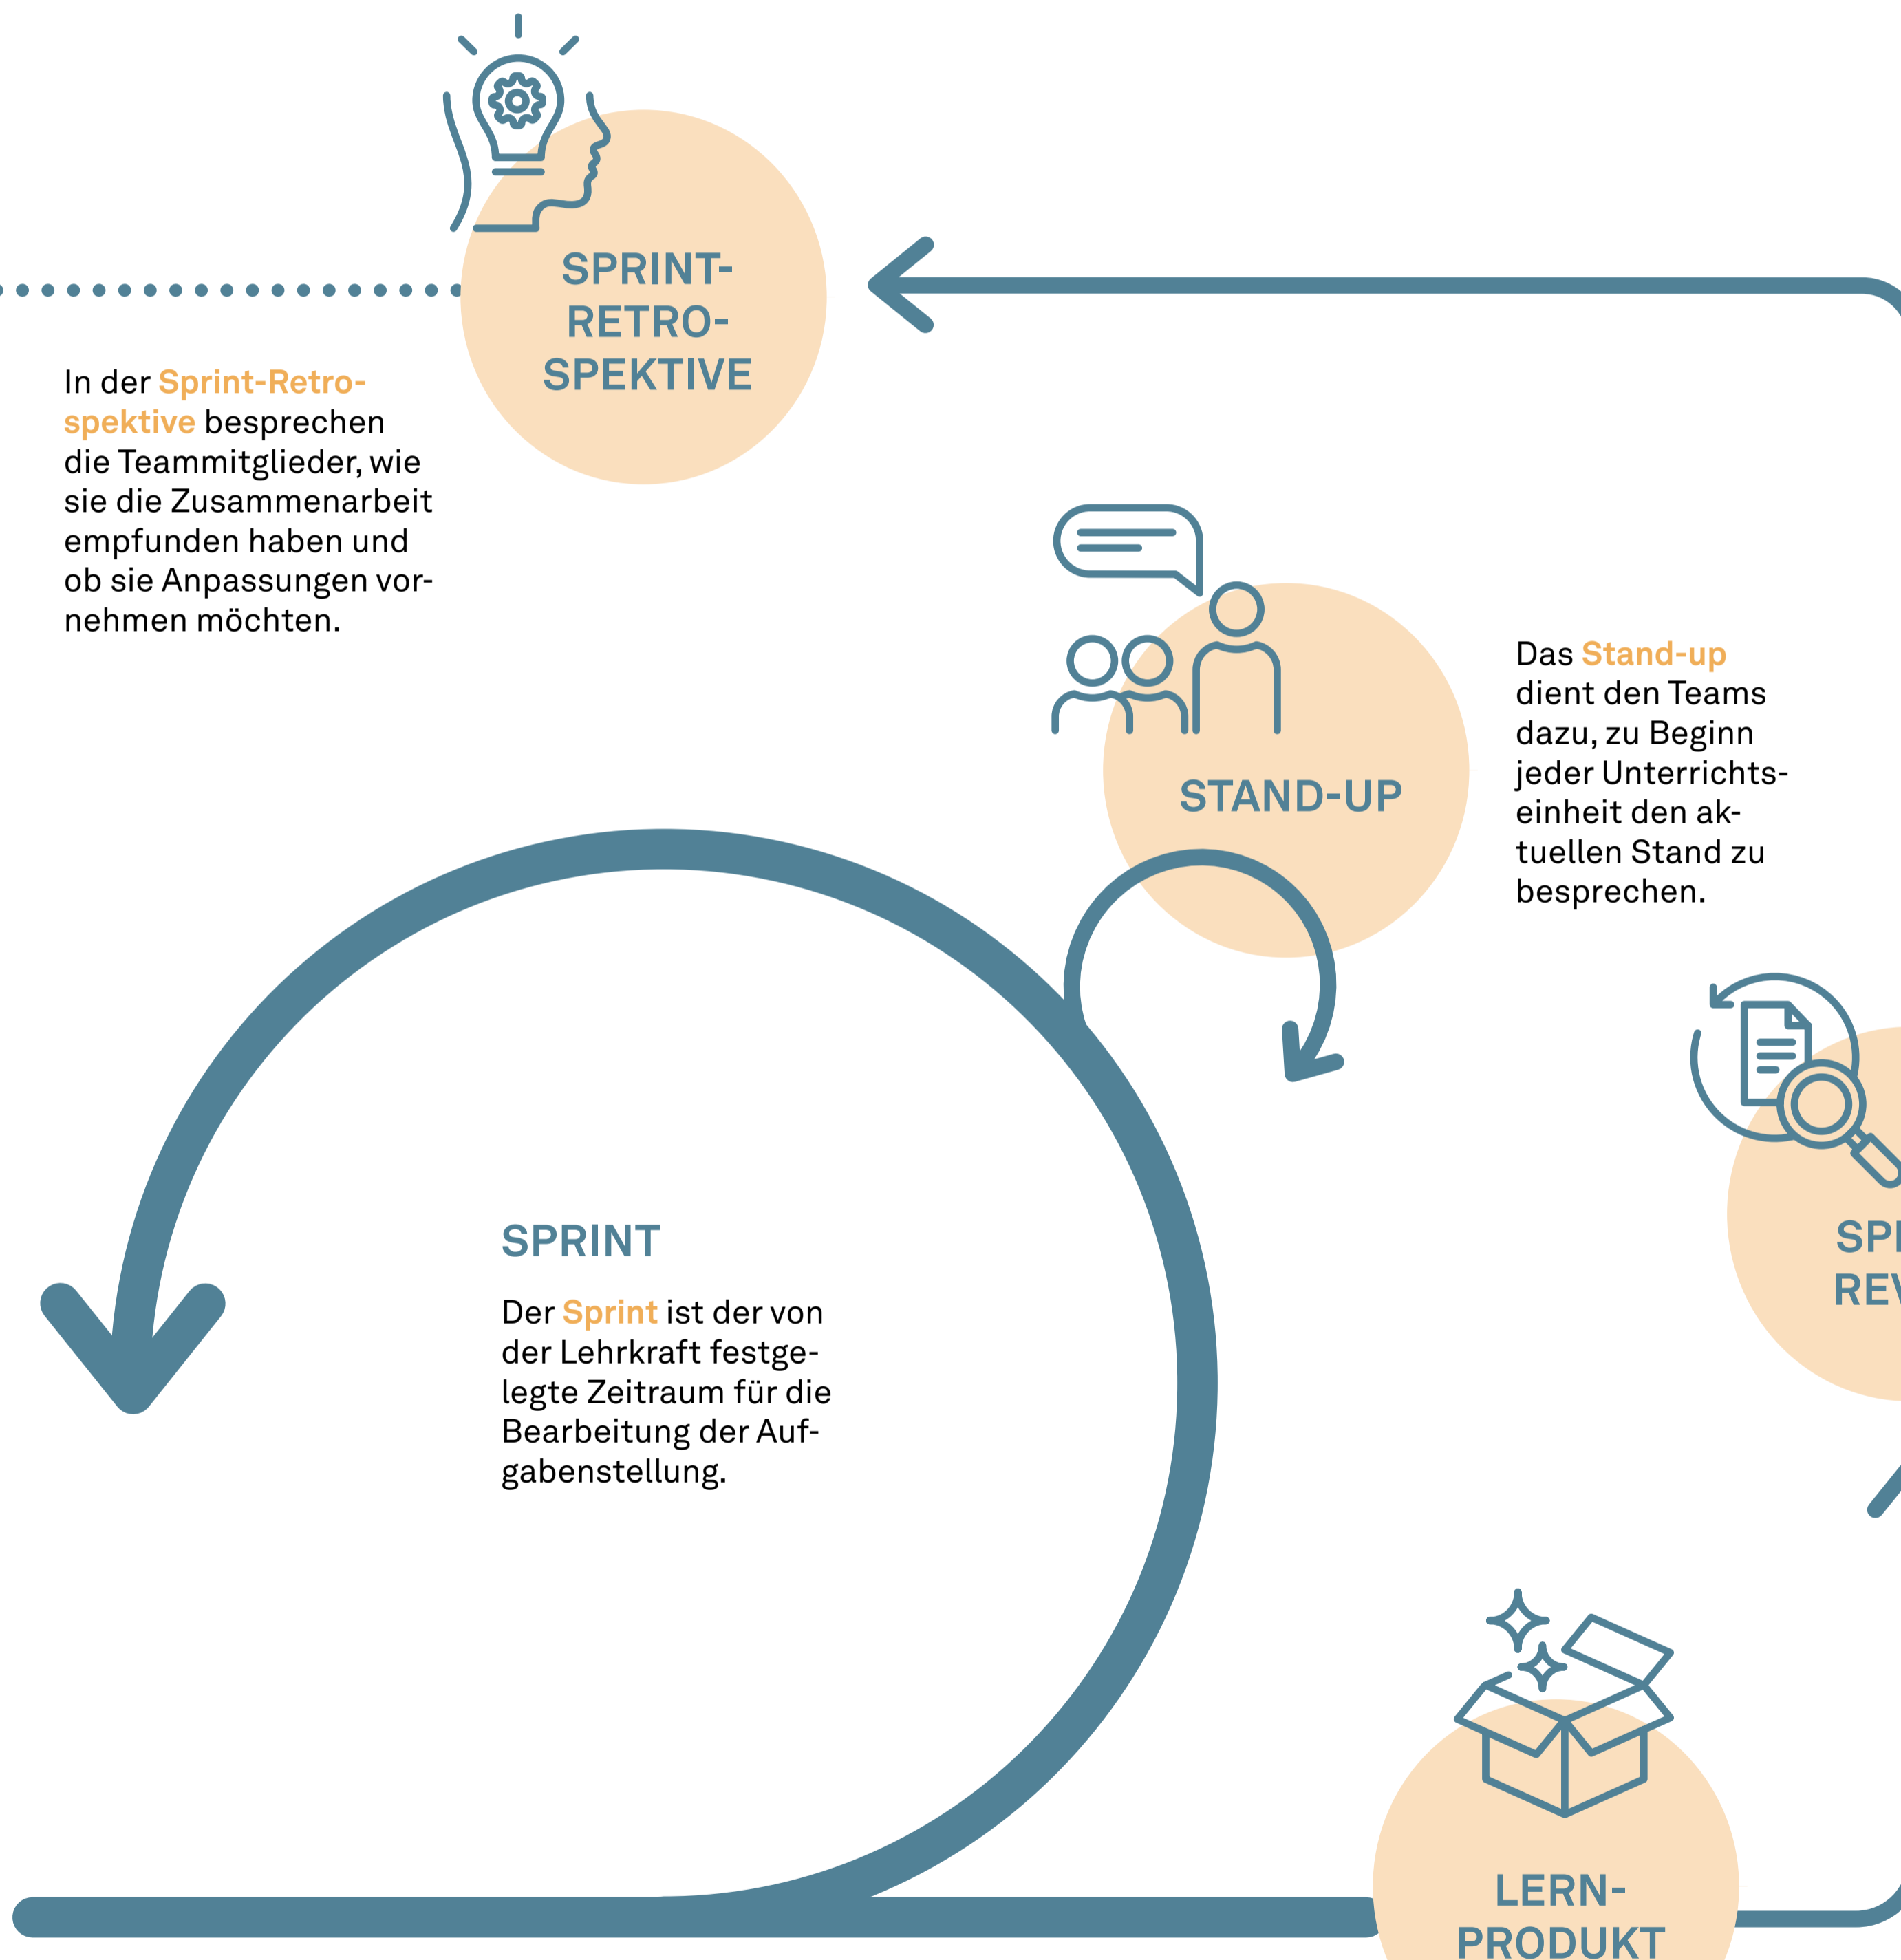 SPRINT-
RETRO-
SPEKTIVE
In der Sprint-Retro-
spektive besprechen
die Teammitglieder, wie
sie die Zusammenarbeit
empfunden haben und
ob sie Anpassungen vor-
nehmen möchten.
STAND-UP
Das Stand-up
dient den Teams
dazu, zu Beginn
jeder Unterrichts-
einheit den ak-
tuellen Stand zu
besprechen.
SPRINT
Der Sprint ist der von
der Lehrkraft festge-
legte Zeitraum für die
Bearbeitung der Auf-
gabenstellung.
LERN-
PRODUKT